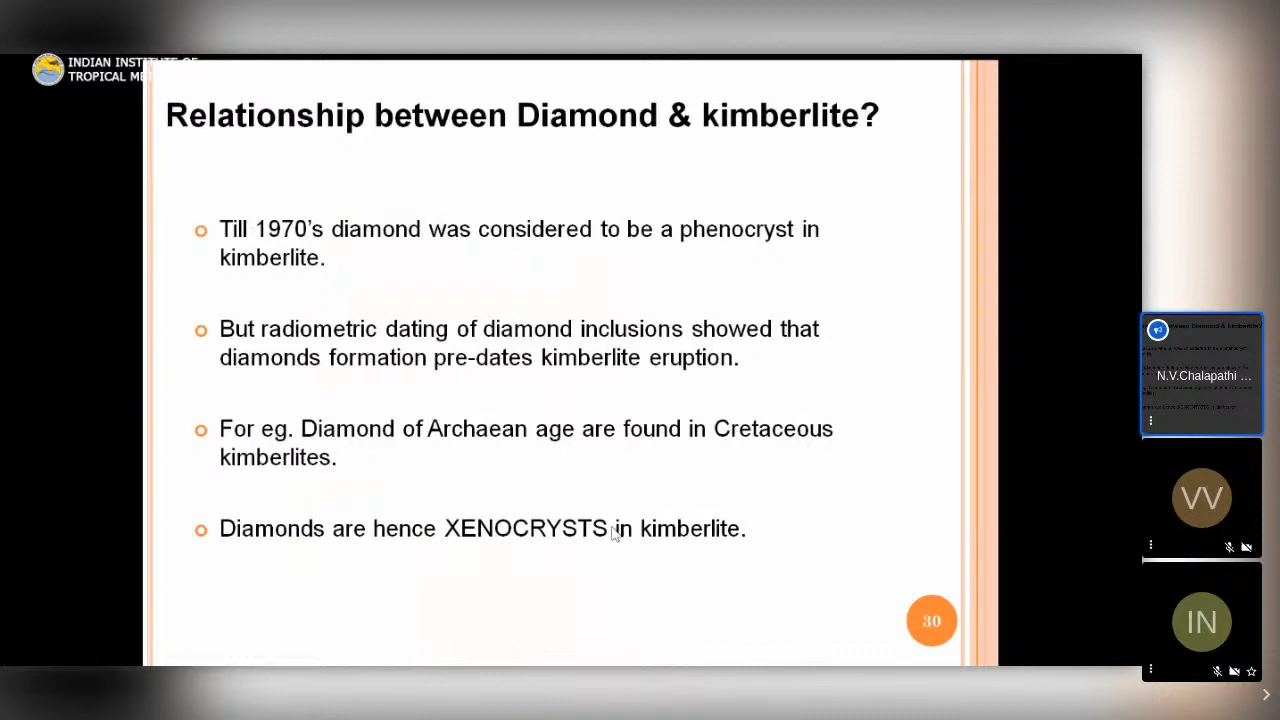 INDIAN INSTITUTE OF
TROPICAL ME
Relationship between Diamond & kimberlite?
Till 1970's diamond was considered to be a phenocryst in
kimberlite.
But radiometric dating of diamond inclusions showed that
diamonds formation pre-dates kimberlite eruption.
For eg. Diamond of Archaean age are found in Cretaceous
kimberlites.
Diamonds are hence XENOCRYSTS in kimberlite.
30
N.V.Chalapathi ...
VV
IN